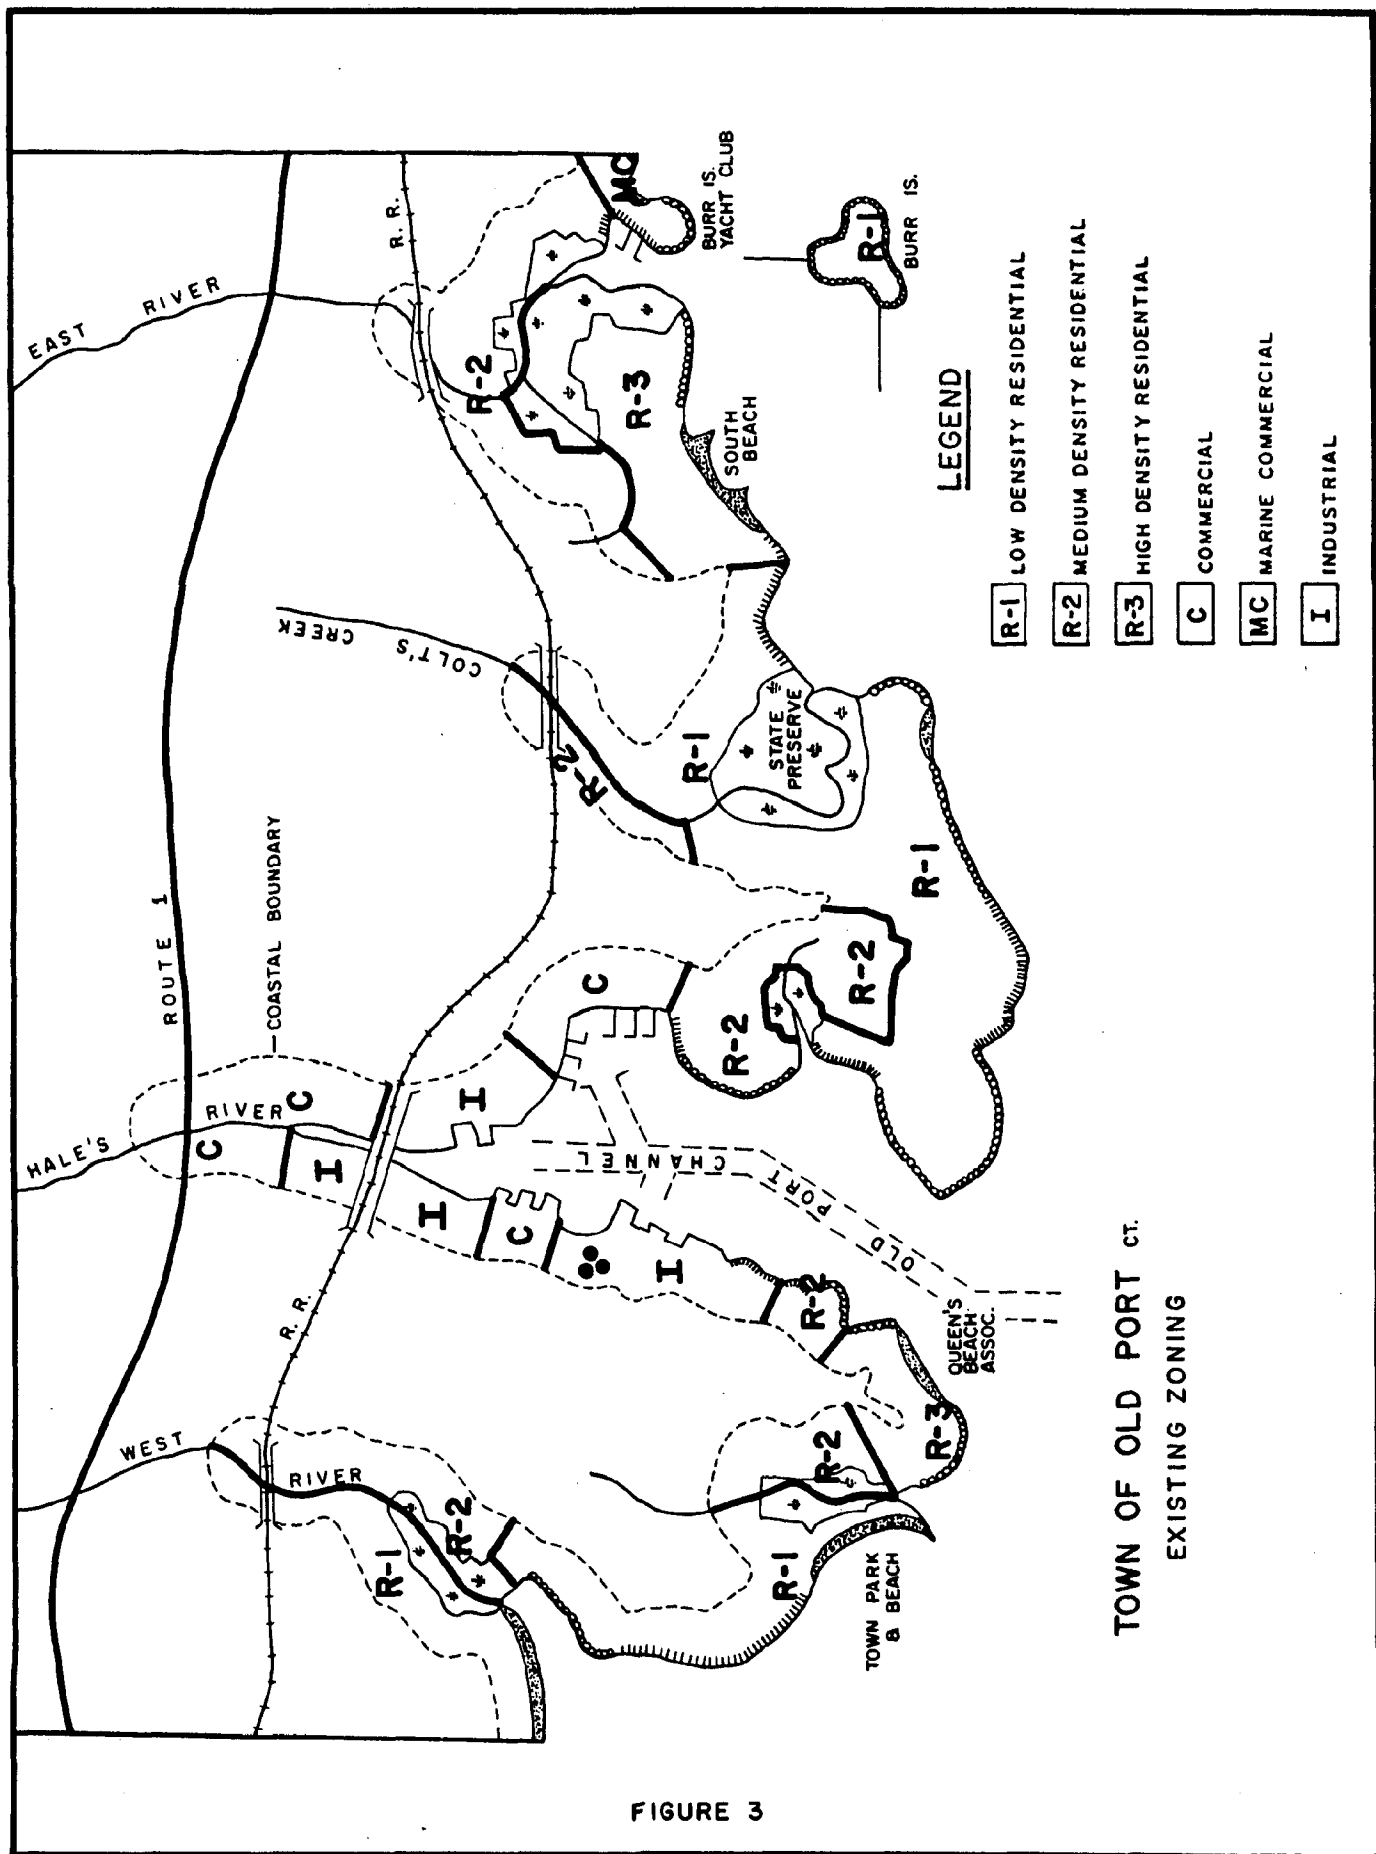 EAST RIVER
R. R.
MC
BURR IS.
YACHT CLUB
R-1
BURR IS.
R-2
R-3
SOUTH
BEACH
COLT'S
CREEK
R-2
R-1
STATE
PRESERVE
R-1
ROUTE 1
COASTAL BOUNDARY
C
R-2
R-2
HALE'S RIVER
C
C
I
I
I
C
I
OLD PORT CHANNEL
R-2
QUEEN'S
BEACH
ASSOC.
R. R.
WEST RIVER
R-3
R-2
R-2
R-1
R-1
TOWN PARK
& BEACH
LEGEND
R-1 LOW DENSITY RESIDENTIAL
R-2 MEDIUM DENSITY RESIDENTIAL
R-3 HIGH DENSITY RESIDENTIAL
C COMMERCIAL
MC MARINE COMMERCIAL
I INDUSTRIAL
TOWN OF OLD PORT CT.
EXISTING ZONING
FIGURE 3